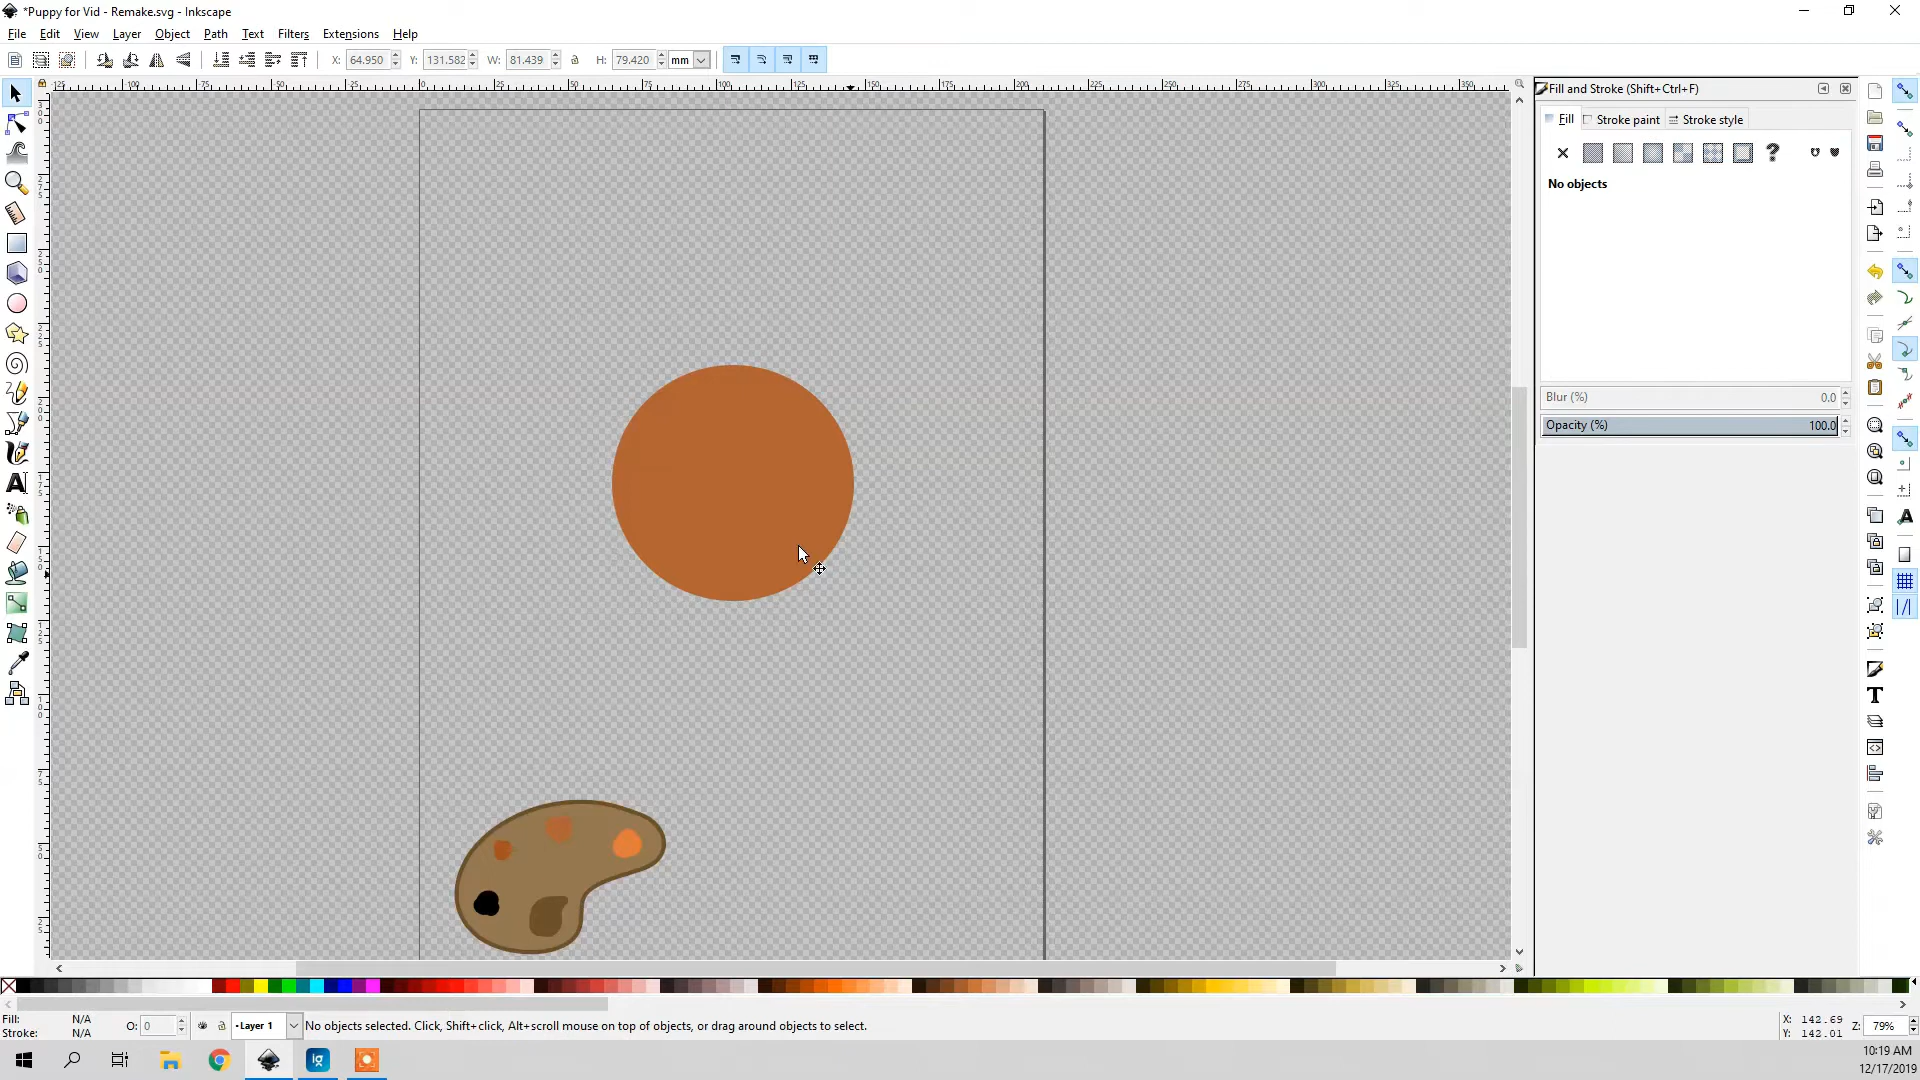 *Puppy for Vid - Remake.svg - Inkscape
File Edit View Layer Object Path Text Filters Extensions Help
X: 64.950 Y: 131.582 W: 81.439 H: 79.420 mm
Fill and Stroke (Shift+Ctrl+F)
Fill Stroke paint Stroke style
No objects
Blur (%) 0.0
Opacity (%) 100.0
Fill: N/A
Stroke: N/A
O: 0
Layer 1
No objects selected. Click, Shift+click, Alt+scroll mouse on top of objects, or drag around objects to select.
X: 142.69
Y: 142.01
Z: 79%
10:19 AM
12/17/2019